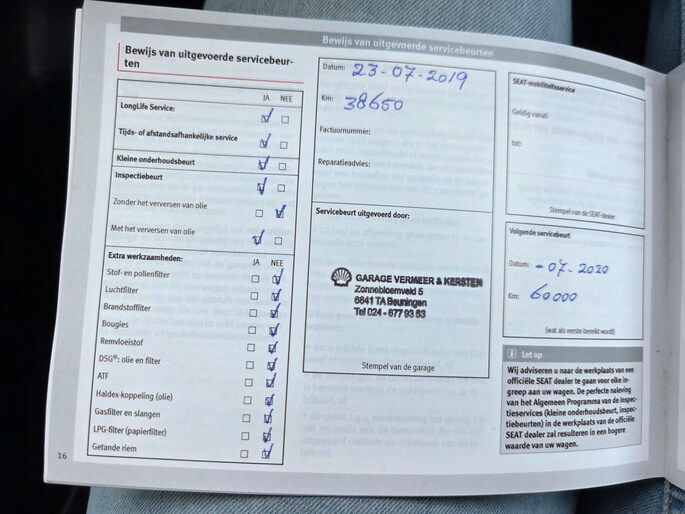 Bewijs van uitgevoerde servicebeurten
Bewijs van uitgevoerde servicebeur-
ten
JA NEE
LongLife Service:
Tijds- of afstandsafhankelijke service
Kleine onderhoudsbeurt
Inspectiebeurt
Zonder het verversen van olie
Met het verversen van olie
Extra werkzaamheden: JA NEE
Stof- en pollenfilter
Luchtfilter
Brandstoffilter
Bougies
Remvloeistof
DSG®: olie en filter
ATF
Haldex-koppeling (olie)
Gasfilter en slangen
LPG-filter (papierfilter)
Getande riem
16
Datum: 23-07-2019
Km: 38650
Factuurnummer:
Reparatieadvies:
Servicebeurt uitgevoerd door:
GARAGE VERMEER & KERSTEN
Zonnebloemveld 5
6641 TA Beuningen
Tel 024 - 677 93 53
Stempel van de garage
SEAT-mobiliteitsservice
Geldig vanaf:
tot:
Stempel van de SEAT-dealer
Volgende servicebeurt:
Datum: -07-2020
Km: 60000
(wat als eerste bereikt wordt)
Let op
Wij adviseren u naar de werkplaats van een
officiële SEAT dealer te gaan voor elke in-
greep aan uw wagen. De perfecte naleving
van het Algemeen Programma van de Inspec-
tieservices (kleine onderhoudsbeurt, inspec-
tiebeurten) in de werkplaats van de officiële
SEAT dealer zal resulteren in een hogere
waarde van uw wagen.